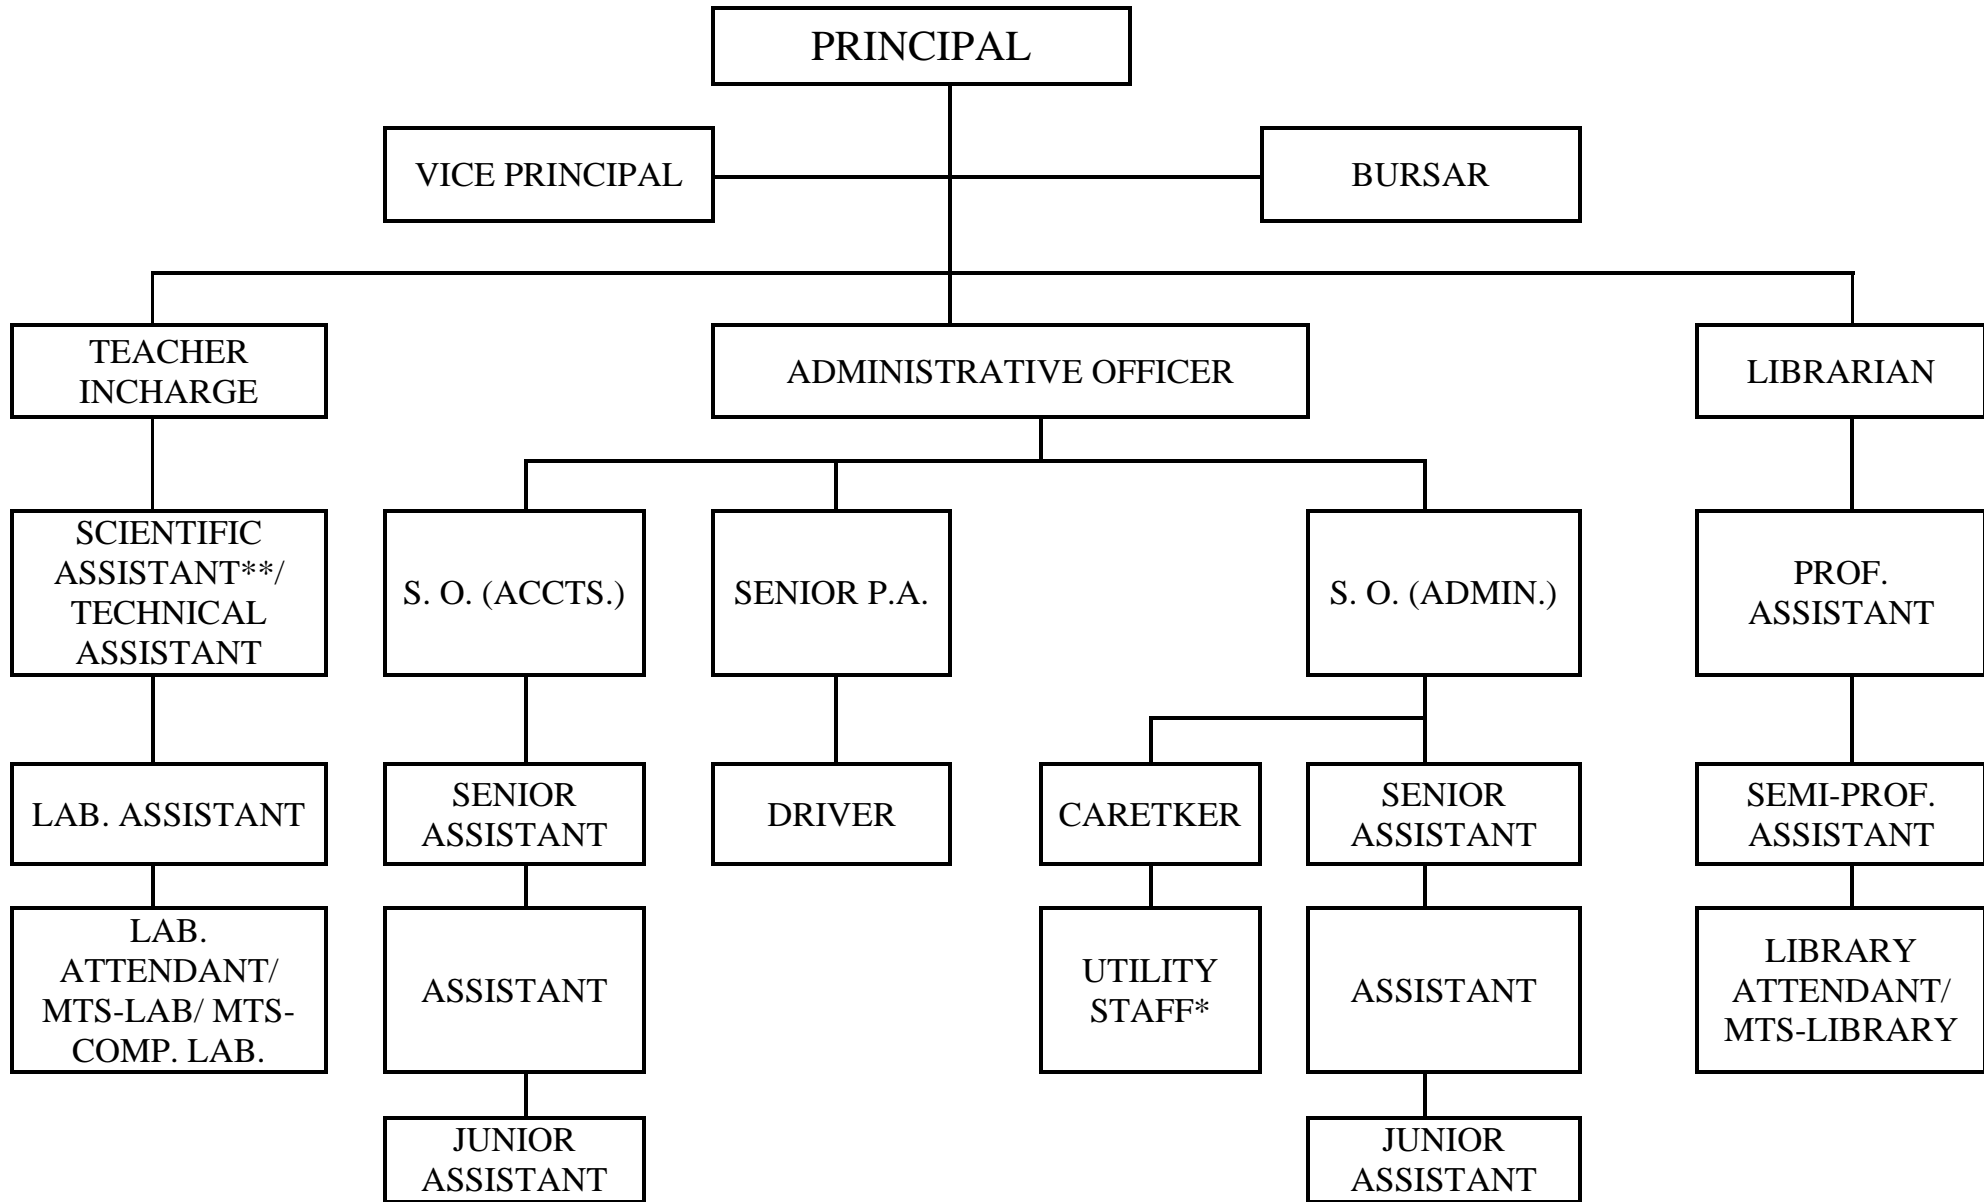 PRINCIPAL
VICE PRINCIPAL
BURSAR
TEACHER
INCHARGE
ADMINISTRATIVE OFFICER
LIBRARIAN
SCIENTIFIC
ASSISTANT**/
TECHNICAL
ASSISTANT
S. O. (ACCTS.)
SENIOR P.A.
S. O. (ADMIN.)
PROF.
ASSISTANT
LAB. ASSISTANT
SENIOR
ASSISTANT
DRIVER
CARETKER
SENIOR
ASSISTANT
SEMI-PROF.
ASSISTANT
LAB.
ATTENDANT/
MTS-LAB/ MTS-
COMP. LAB.
ASSISTANT
UTILITY
STAFF*
ASSISTANT
LIBRARY
ATTENDANT/
MTS-LIBRARY
JUNIOR
ASSISTANT
JUNIOR
ASSISTANT